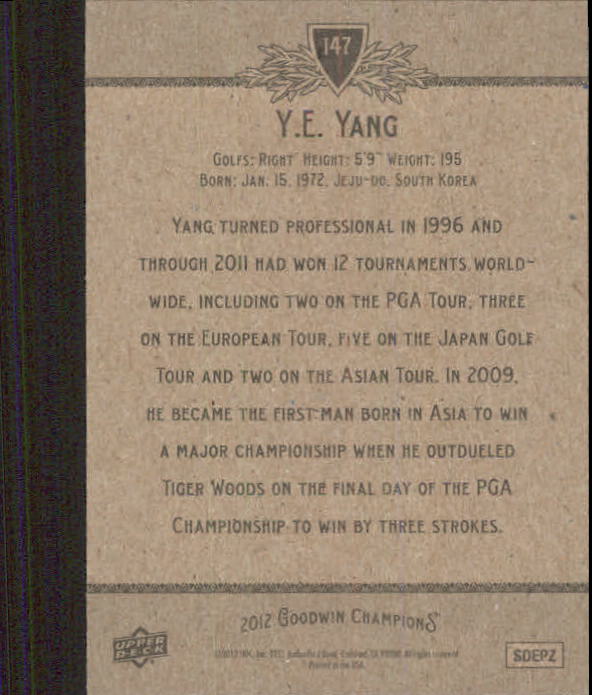 147
Y.E. YANG
GOLFS: RIGHT HEIGHT: 5'9" WEIGHT: 195
BORN: JAN. 15, 1972, JEJU-DO, SOUTH KOREA
YANG TURNED PROFESSIONAL IN 1996 AND
THROUGH 2011 HAD WON 12 TOURNAMENTS WORLD-
WIDE, INCLUDING TWO ON THE PGA TOUR, THREE
ON THE EUROPEAN TOUR, FIVE ON THE JAPAN GOLF
TOUR AND TWO ON THE ASIAN TOUR. IN 2009,
HE BECAME THE FIRST MAN BORN IN ASIA TO WIN
A MAJOR CHAMPIONSHIP WHEN HE OUTDUELED
TIGER WOODS ON THE FINAL DAY OF THE PGA
CHAMPIONSHIP TO WIN BY THREE STROKES.
2012 GOODWIN CHAMPIONS
UPPER
DECK
Printed in the USA.
SDEPZ